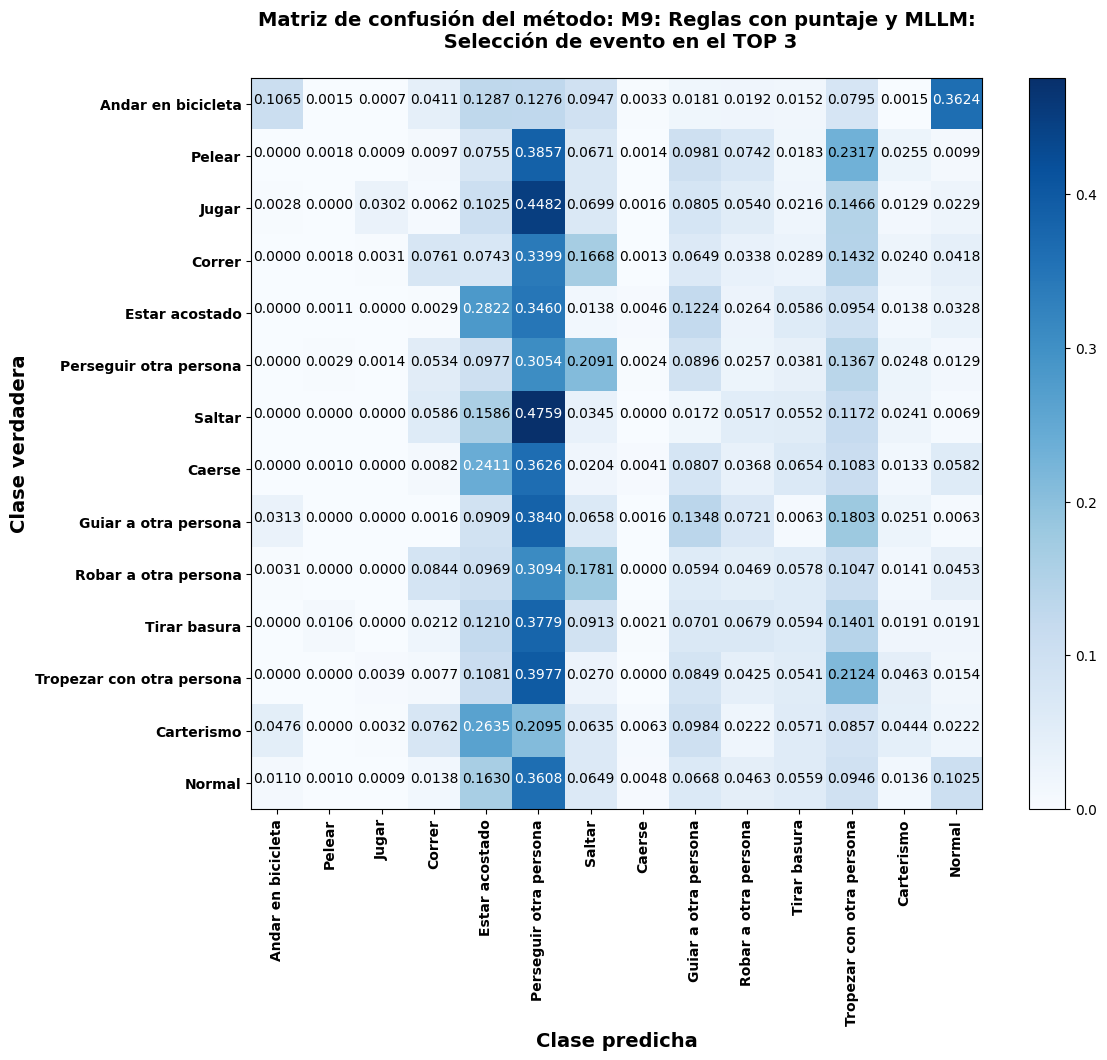 Matriz de confusión del método: M9: Reglas con puntaje y MLLM:
Selección de evento en el TOP 3
Clase verdadera
Andar en bicicleta 0.1065 0.0015 0.0007 0.0411 0.1287 0.1276 0.0947 0.0033 0.0181 0.0192 0.0152 0.0795 0.0015 0.3624
Pelear 0.0000 0.0018 0.0009 0.0097 0.0755 0.3857 0.0671 0.0014 0.0981 0.0742 0.0183 0.2317 0.0255 0.0099
Jugar 0.0028 0.0000 0.0302 0.0062 0.1025 0.4482 0.0699 0.0016 0.0805 0.0540 0.0216 0.1466 0.0129 0.0229
Correr 0.0000 0.0018 0.0031 0.0761 0.0743 0.3399 0.1668 0.0013 0.0649 0.0338 0.0289 0.1432 0.0240 0.0418
Estar acostado 0.0000 0.0011 0.0000 0.0029 0.2822 0.3460 0.0138 0.0046 0.1224 0.0264 0.0586 0.0954 0.0138 0.0328
Perseguir otra persona 0.0000 0.0029 0.0014 0.0534 0.0977 0.3054 0.2091 0.0024 0.0896 0.0257 0.0381 0.1367 0.0248 0.0129
Saltar 0.0000 0.0000 0.0000 0.0586 0.1586 0.4759 0.0345 0.0000 0.0172 0.0517 0.0552 0.1172 0.0241 0.0069
Caerse 0.0000 0.0010 0.0000 0.0082 0.2411 0.3626 0.0204 0.0041 0.0807 0.0368 0.0654 0.1083 0.0133 0.0582
Guiar a otra persona 0.0313 0.0000 0.0000 0.0016 0.0909 0.3840 0.0658 0.0016 0.1348 0.0721 0.0063 0.1803 0.0251 0.0063
Robar a otra persona 0.0031 0.0000 0.0000 0.0844 0.0969 0.3094 0.1781 0.0000 0.0594 0.0469 0.0578 0.1047 0.0141 0.0453
Tirar basura 0.0000 0.0106 0.0000 0.0212 0.1210 0.3779 0.0913 0.0021 0.0701 0.0679 0.0594 0.1401 0.0191 0.0191
Tropezar con otra persona 0.0000 0.0000 0.0039 0.0077 0.1081 0.3977 0.0270 0.0000 0.0849 0.0425 0.0541 0.2124 0.0463 0.0154
Carterismo 0.0476 0.0000 0.0032 0.0762 0.2635 0.2095 0.0635 0.0063 0.0984 0.0222 0.0571 0.0857 0.0444 0.0222
Normal 0.0110 0.0010 0.0009 0.0138 0.1630 0.3608 0.0649 0.0048 0.0668 0.0463 0.0559 0.0946 0.0136 0.1025
Andar en bicicleta
Pelear
Jugar
Correr
Estar acostado
Perseguir otra persona
Saltar
Caerse
Guiar a otra persona
Robar a otra persona
Tirar basura
Tropezar con otra persona
Carterismo
Normal
Clase predicha
0.4
0.3
0.2
0.1
0.0